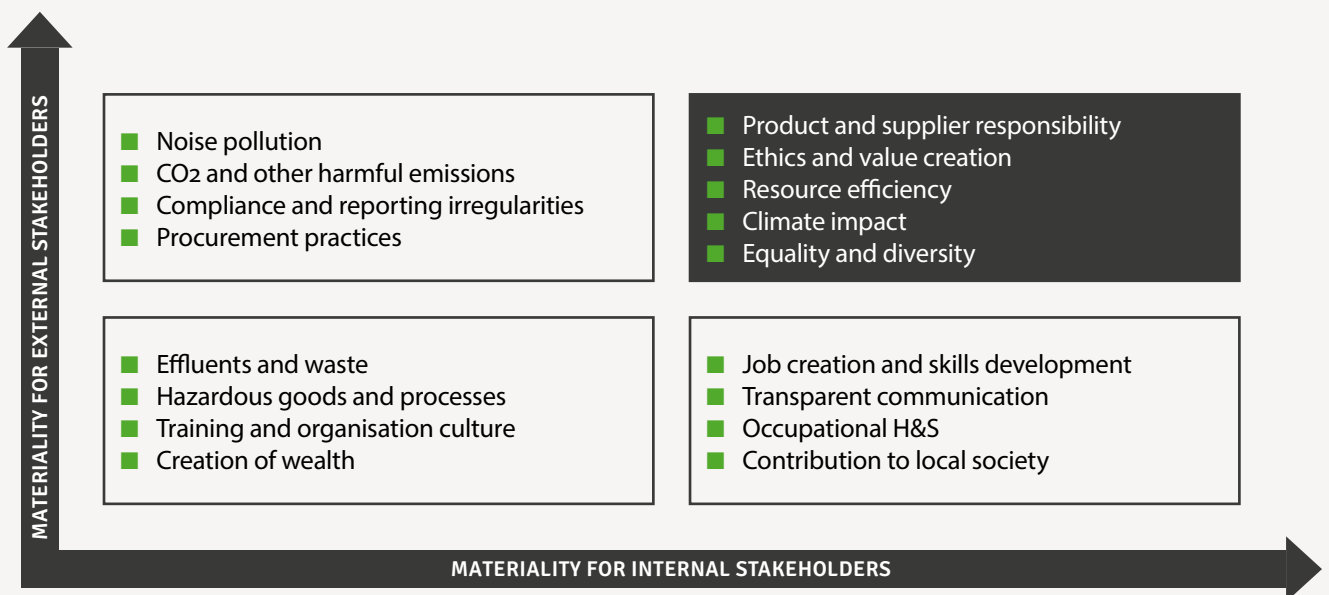 MATERIALITY FOR EXTERNAL STAKEHOLDERS
Noise pollution
CO2 and other harmful emissions
Compliance and reporting irregularities
Procurement practices
Product and supplier responsibility
Ethics and value creation
Resource efficiency
Climate impact
Equality and diversity
Effluents and waste
Hazardous goods and processes
Training and organisation culture
Creation of wealth
Job creation and skills development
Transparent communication
Occupational H&S
Contribution to local society
MATERIALITY FOR INTERNAL STAKEHOLDERS